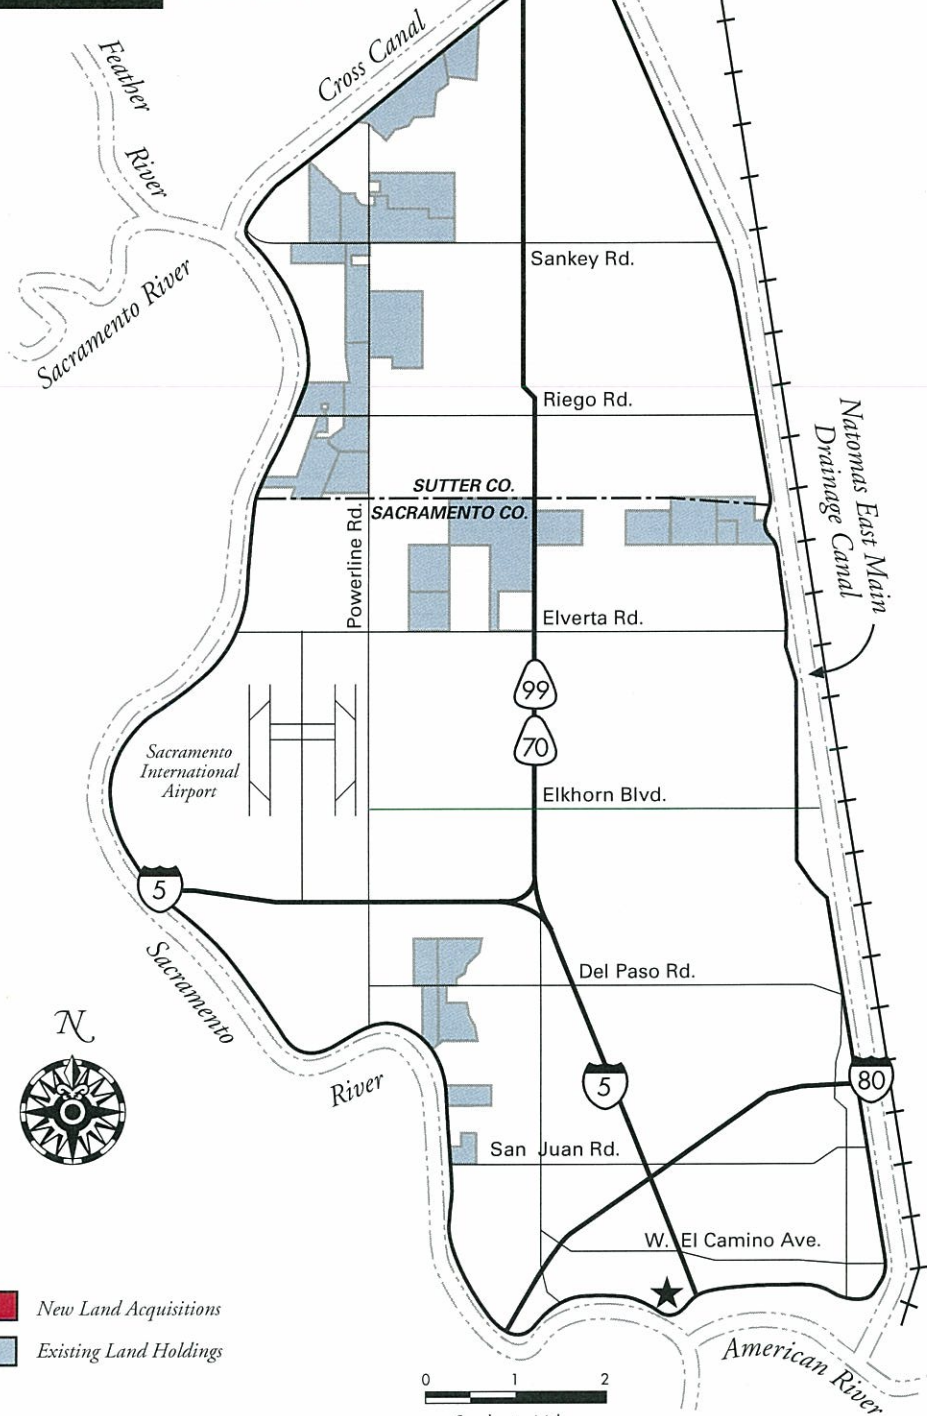 Feather
River
Cross Canal
Sacramento River
Sankey Rd.
Riego Rd.
Natomas East Main
Drainage Canal
SUTTER CO.
SACRAMENTO CO.
Powerline Rd.
Elverta Rd.
99
70
Sacramento
International
Airport
Elkhorn Blvd.
5
Sacramento
River
Del Paso Rd.
N
5
80
San Juan Rd.
W. El Camino Ave.
New Land Acquisitions
Existing Land Holdings
American River
0 1 2